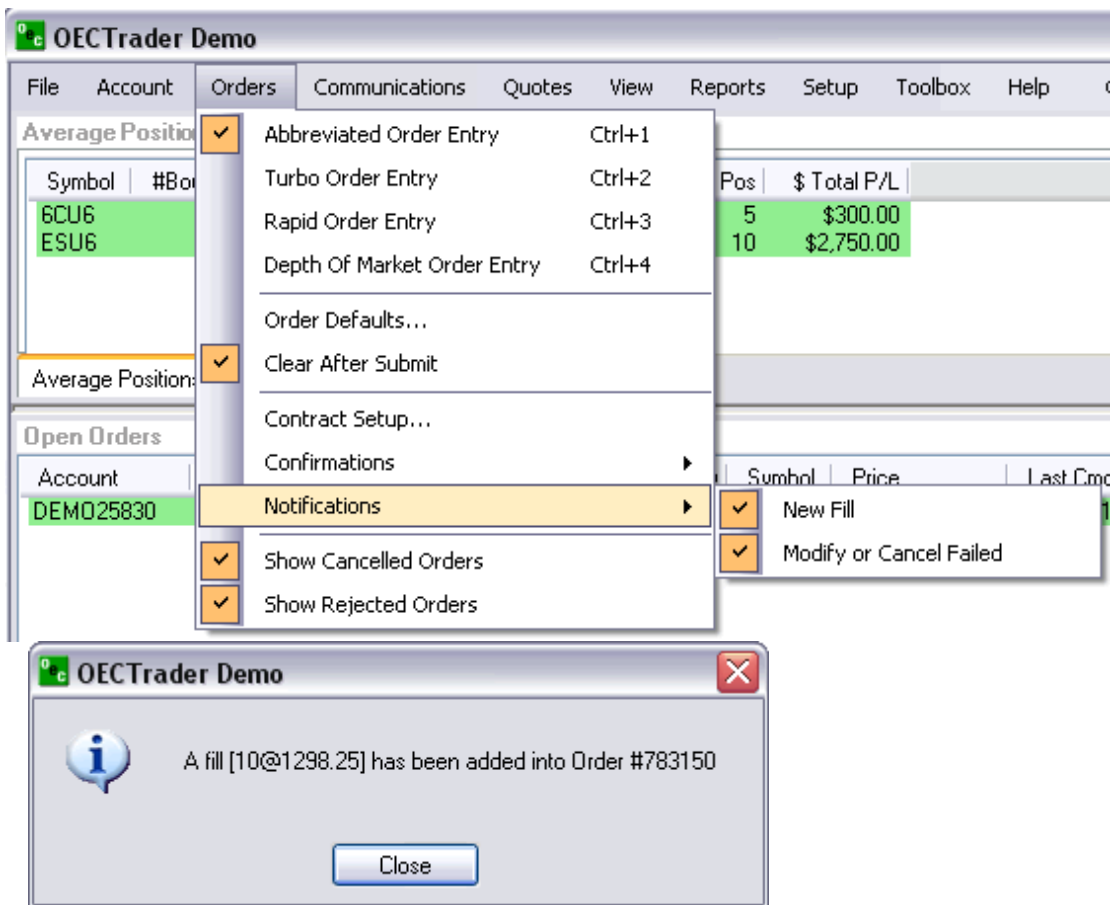 OECTrader Demo
File Account Orders Communications Quotes View Reports Setup Toolbox Help
Average Position
Abbreviated Order Entry Ctrl+1
Symbol #Bou Pos $ Total P/L
Turbo Order Entry Ctrl+2
6CU6 5 $300.00
Rapid Order Entry Ctrl+3
ESU6 10 $2,750.00
Depth Of Market Order Entry Ctrl+4
Order Defaults...
Clear After Submit
Average Positions
Contract Setup...
Open Orders
Confirmations
Account Symbol Price Last Cmd
Notifications
DEMO25830
New Fill
Modify or Cancel Failed
Show Cancelled Orders
Show Rejected Orders
OECTrader Demo
A fill [10@1298.25] has been added into Order #783150
Close